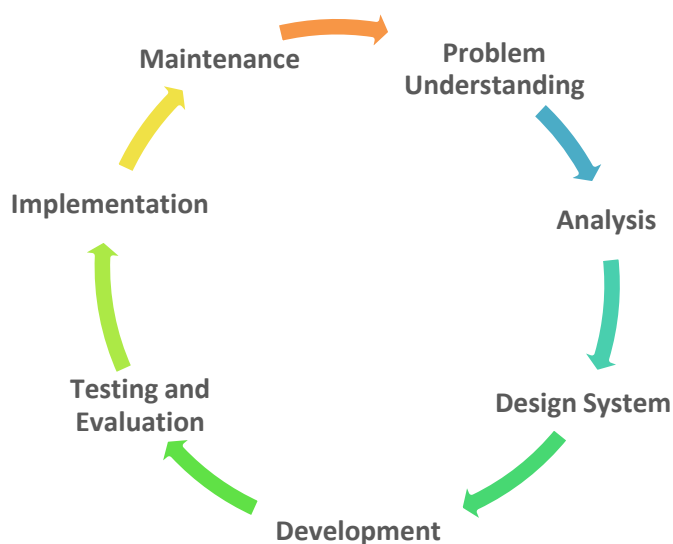 Problem
Understanding
Analysis
Design System
Development
Testing and
Evaluation
Implementation
Maintenance